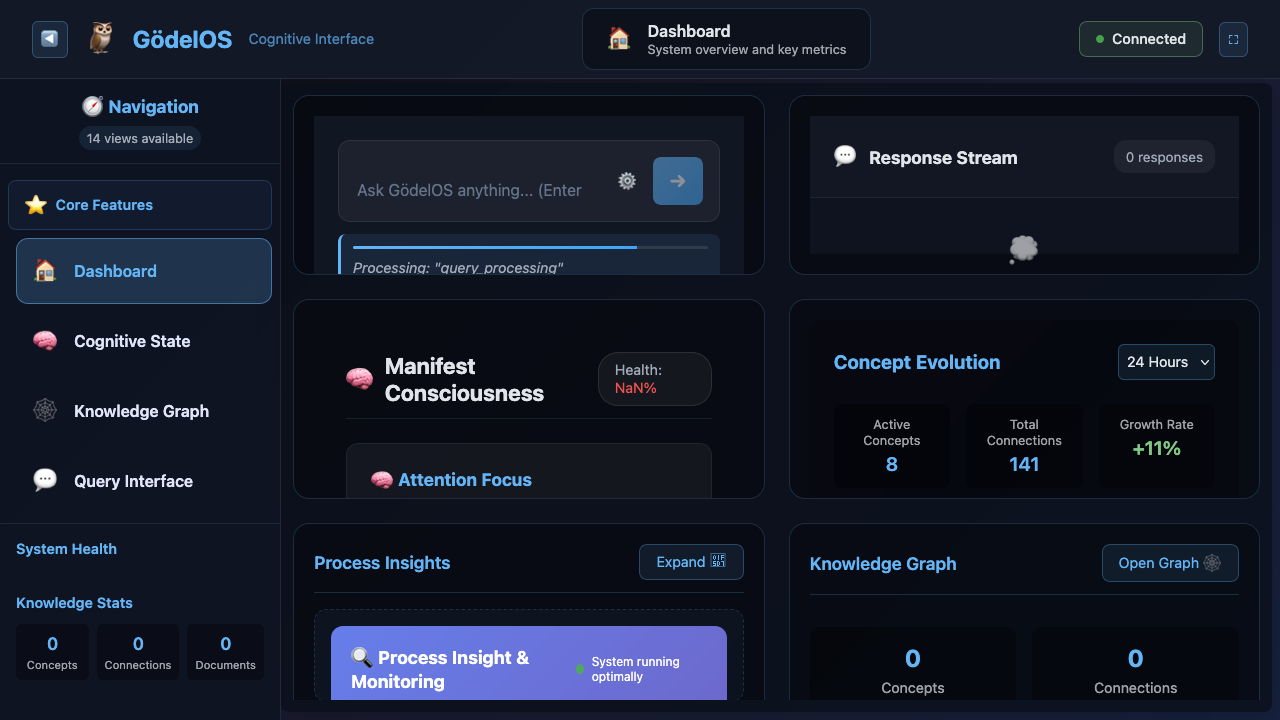 GödelOS Cognitive Interface
Dashboard
System overview and key metrics
Connected
Navigation
14 views available
Core Features
Dashboard
Cognitive State
Knowledge Graph
Query Interface
System Health
Knowledge Stats
0
Concepts
0
Connections
0
Documents
Ask GödelOS anything... (Enter
Processing: "query_processing"
Response Stream
0 responses
Manifest
Consciousness
Health:
NaN%
Attention Focus
Concept Evolution
24 Hours
Active
Concepts
8
Total
Connections
141
Growth Rate
+11%
Process Insights
Expand
Process Insight &
Monitoring
System running
optimally
Knowledge Graph
Open Graph
0
Concepts
0
Connections